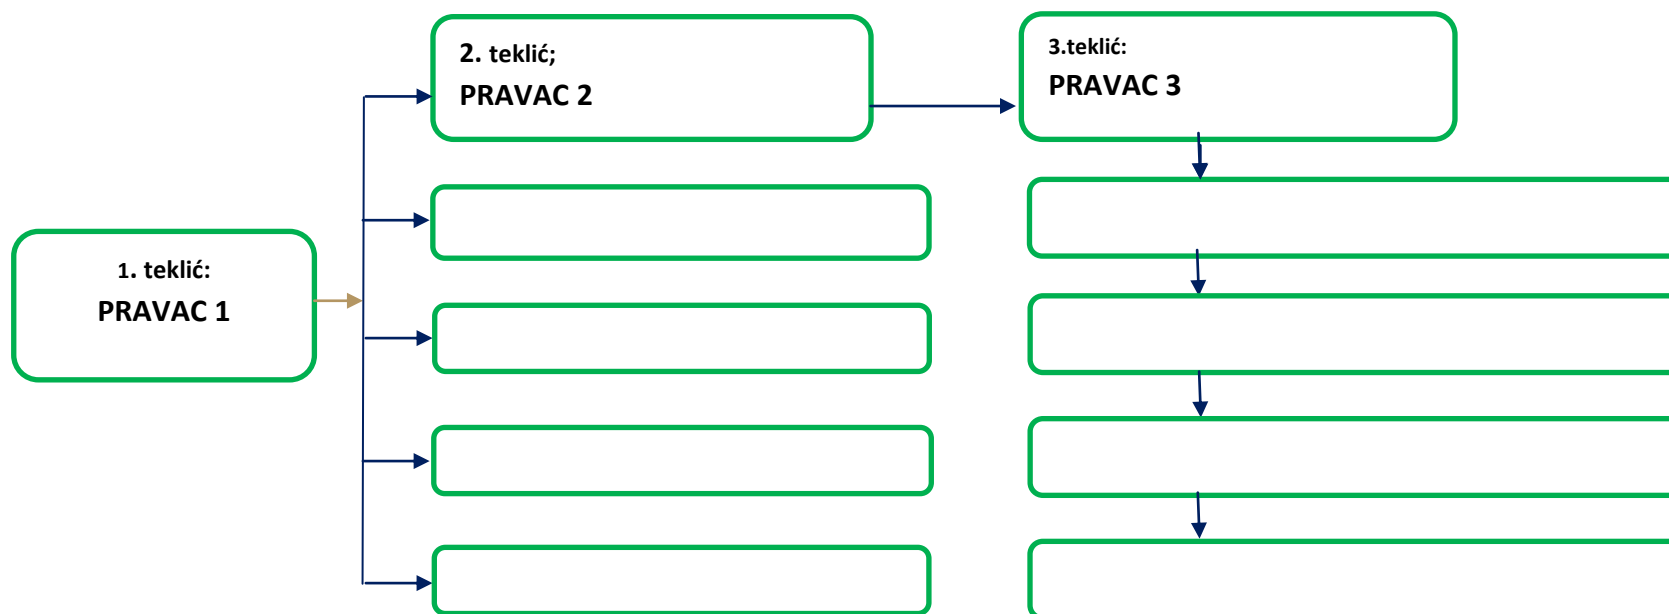 2. teklić;
PRAVAC 2
3.teklić:
PRAVAC 3
1. teklić:
PRAVAC 1